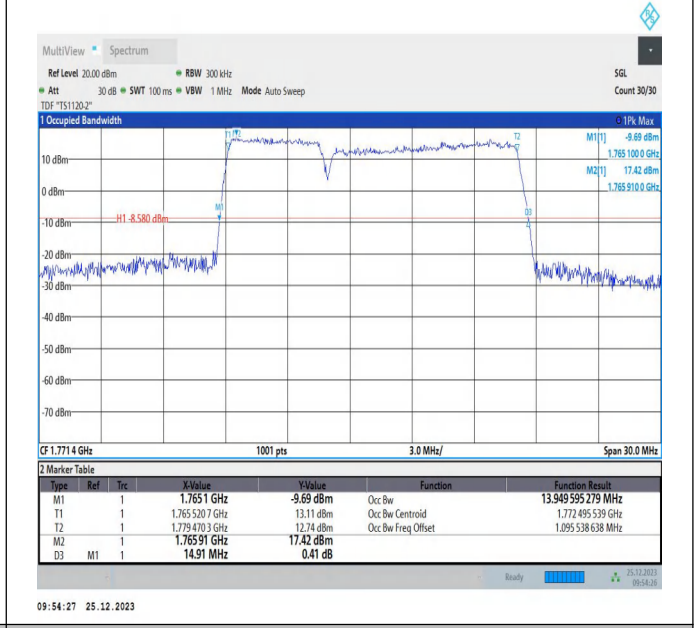 MultiView Spectrum
Ref Level 20.00 dBm RBW 300 kHz SGL
Att 30 dB SWT 100 ms VBW 1 MHz Mode Auto Sweep Count 30/30
TDF "TS1120-2"
1 Occupied Bandwidth 1Pk Max
M1[1] -9.69 dBm
1.765 100 0 GHz
M2[1] 17.42 dBm
1.765 910 0 GHz
T1 M2 T2
10 dBm
0 dBm
M1 D3
H1 -8.580 dBm
-10 dBm
-20 dBm
-30 dBm
-40 dBm
-50 dBm
-60 dBm
-70 dBm
CF 1.771 4 GHz 1001 pts 3.0 MHz/ Span 30.0 MHz
2 Marker Table
Type Ref Trc X-Value Y-Value Function Function Result
M1 1 1.7651 GHz -9.69 dBm Occ Bw 13.949 595 279 MHz
T1 1 1.765 520 7 GHz 13.11 dBm Occ Bw Centroid 1.772 495 539 GHz
T2 1 1.779 470 3 GHz 12.74 dBm Occ Bw Freq Offset 1.095 538 638 MHz
M2 1 1.76591 GHz 17.42 dBm
D3 M1 1 14.91 MHz 0.41 dB
Ready 25.12.2023
09:54:26
09:54:27 25.12.2023